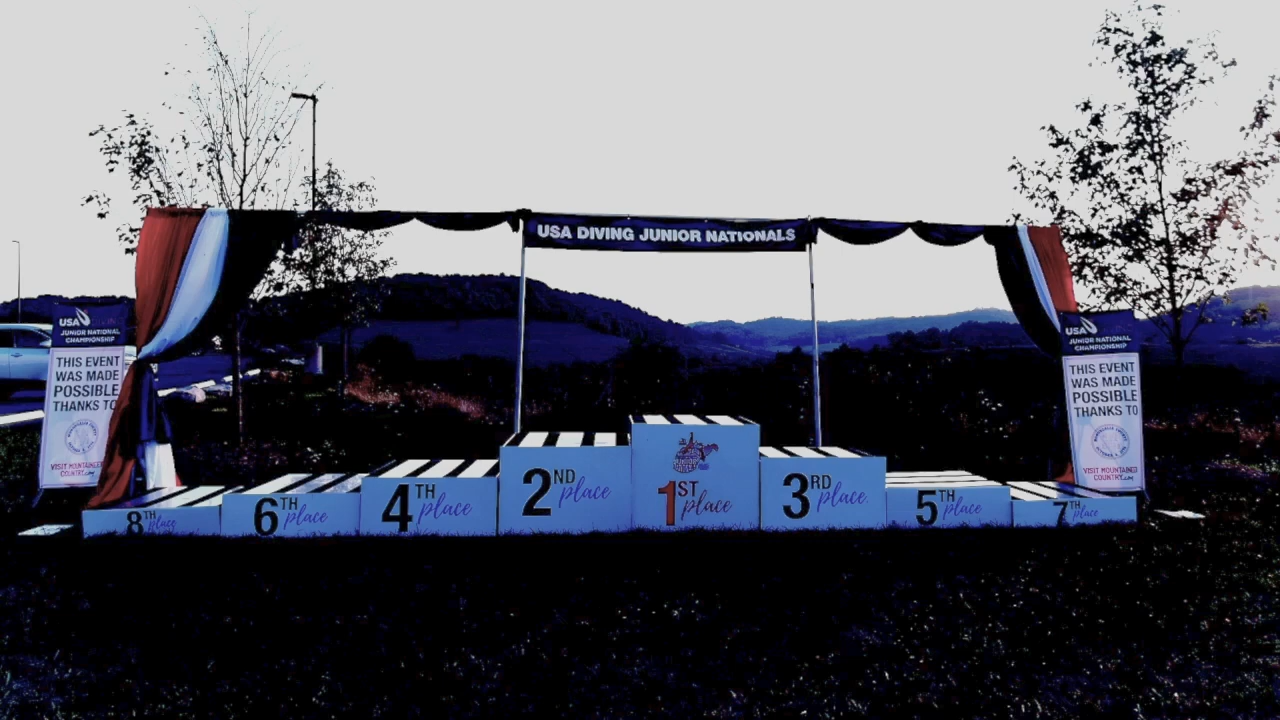 USA DIVING JUNIOR NATIONALS
USA
JUNIOR NATIONAL
CHAMPIONSHIP
THIS EVENT
WAS MADE
POSSIBLE
THANKS TO
VISIT MOUNTAINEER
COUNTRY
USA
JUNIOR NATIONAL
CHAMPIONSHIP
THIS EVENT
WAS MADE
POSSIBLE
THANKS TO
VISIT MOUNTAINEER
COUNTRY
8TH place
6TH place
4TH place
2ND place
1ST place
3RD place
5TH place
7TH place